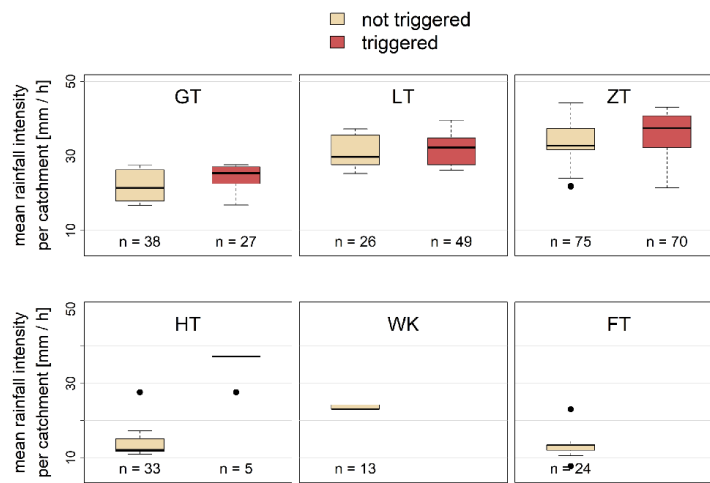 not triggered
triggered
mean rainfall intensity
per catchment [mm / h]
50
30
10
GT
n = 38
n = 27
LT
n = 26
n = 49
ZT
n = 75
n = 70
mean rainfall intensity
per catchment [mm / h]
50
30
10
HT
n = 33
n = 5
WK
n = 13
FT
n = 24